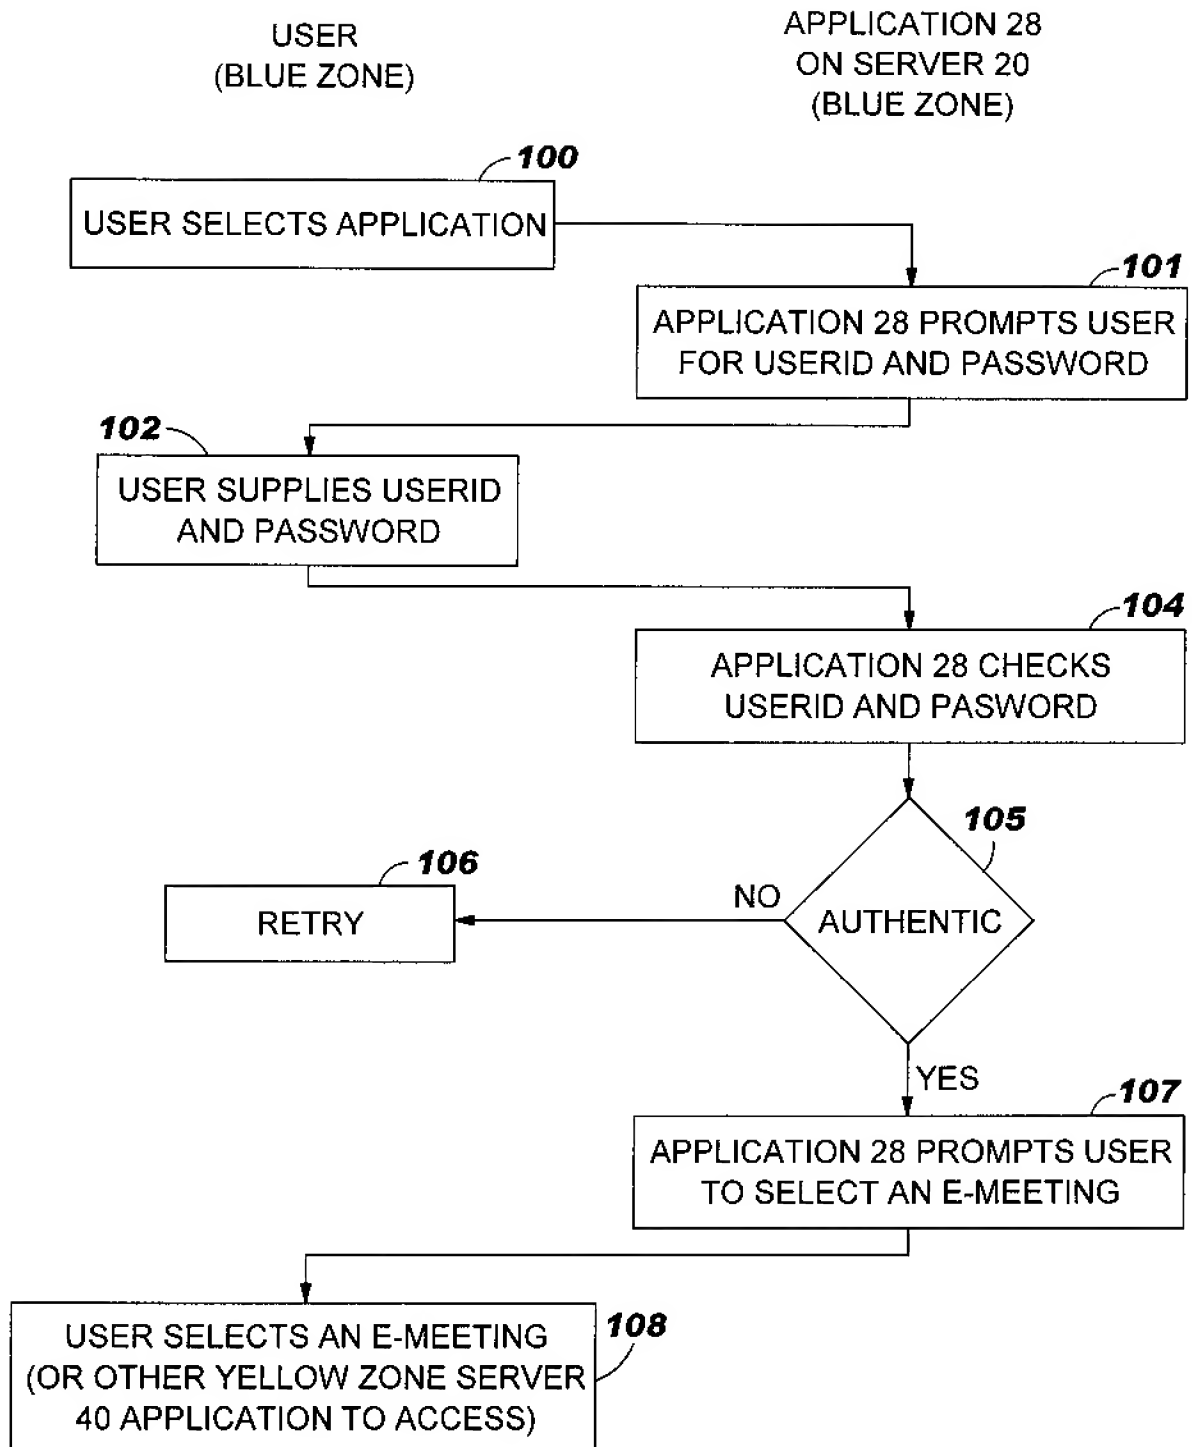 USER
(BLUE ZONE)
APPLICATION 28
ON SERVER 20
(BLUE ZONE)
100
USER SELECTS APPLICATION
101
APPLICATION 28 PROMPTS USER
FOR USERID AND PASSWORD
102
USER SUPPLIES USERID
AND PASSWORD
104
APPLICATION 28 CHECKS
USERID AND PASWORD
105
AUTHENTIC
NO
106
RETRY
YES
107
APPLICATION 28 PROMPTS USER
TO SELECT AN E-MEETING
108
USER SELECTS AN E-MEETING
(OR OTHER YELLOW ZONE SERVER
40 APPLICATION TO ACCESS)